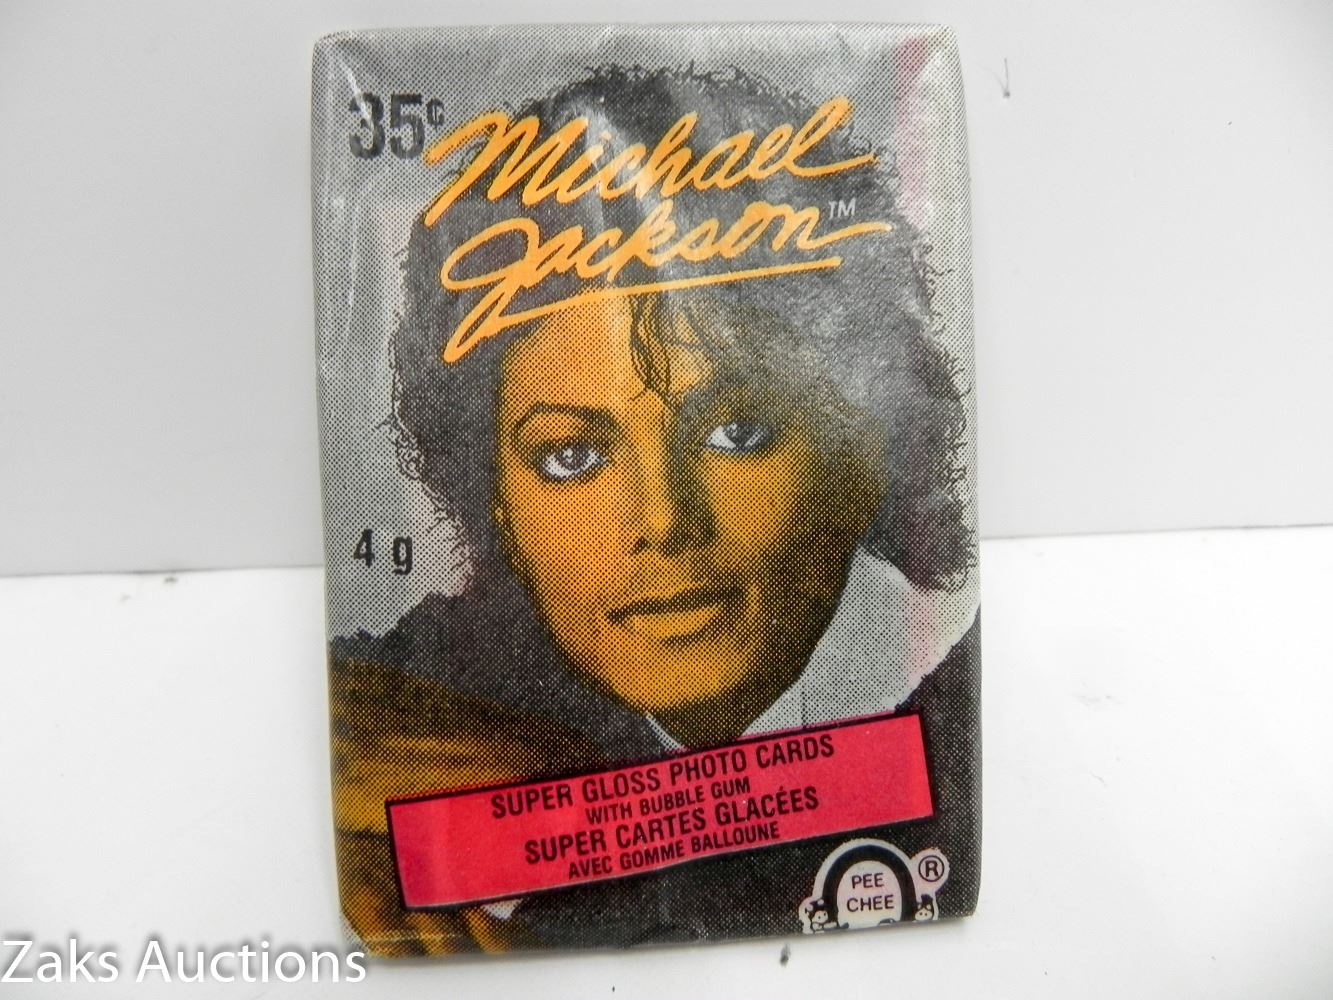 35¢
Michael
Jackson™
4 g
SUPER GLOSS PHOTO CARDS
WITH BUBBLE GUM
SUPER CARTES GLACÉES
AVEC GOMME BALLOUNE
PEE
CHEE
®
Zaks Auctions